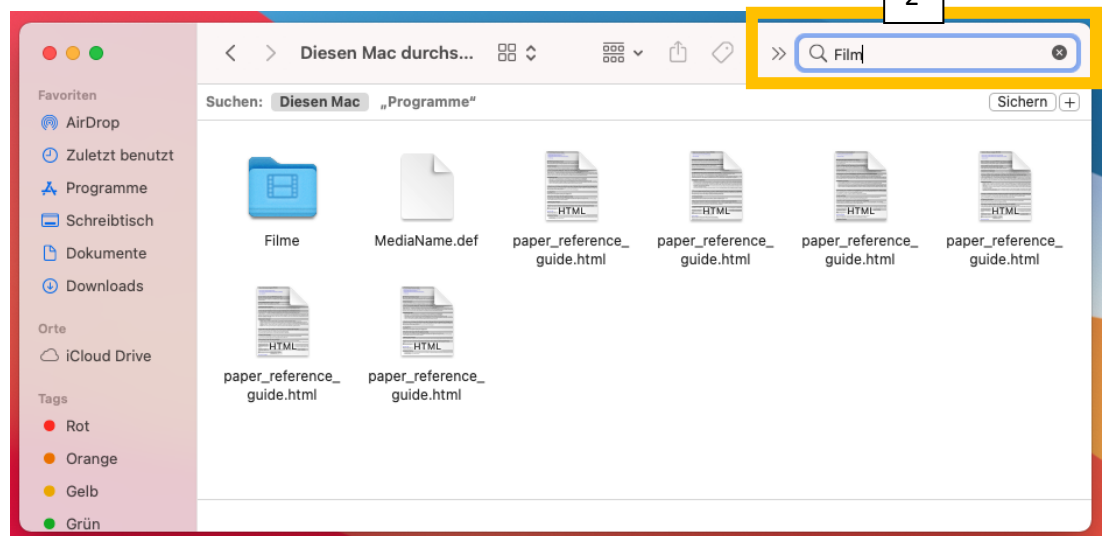 2
Diesen Mac durchs...
Film
Favoriten
Suchen: Diesen Mac „Programme“
Sichern +
AirDrop
Zuletzt benutzt
Programme
Schreibtisch
Dokumente
Downloads
Orte
iCloud Drive
Tags
Rot
Orange
Gelb
Grün
HTML
HTML
HTML
HTML
Filme
MediaName.def
paper_reference_
guide.html
paper_reference_
guide.html
paper_reference_
guide.html
paper_reference_
guide.html
HTML
HTML
paper_reference_
guide.html
paper_reference_
guide.html